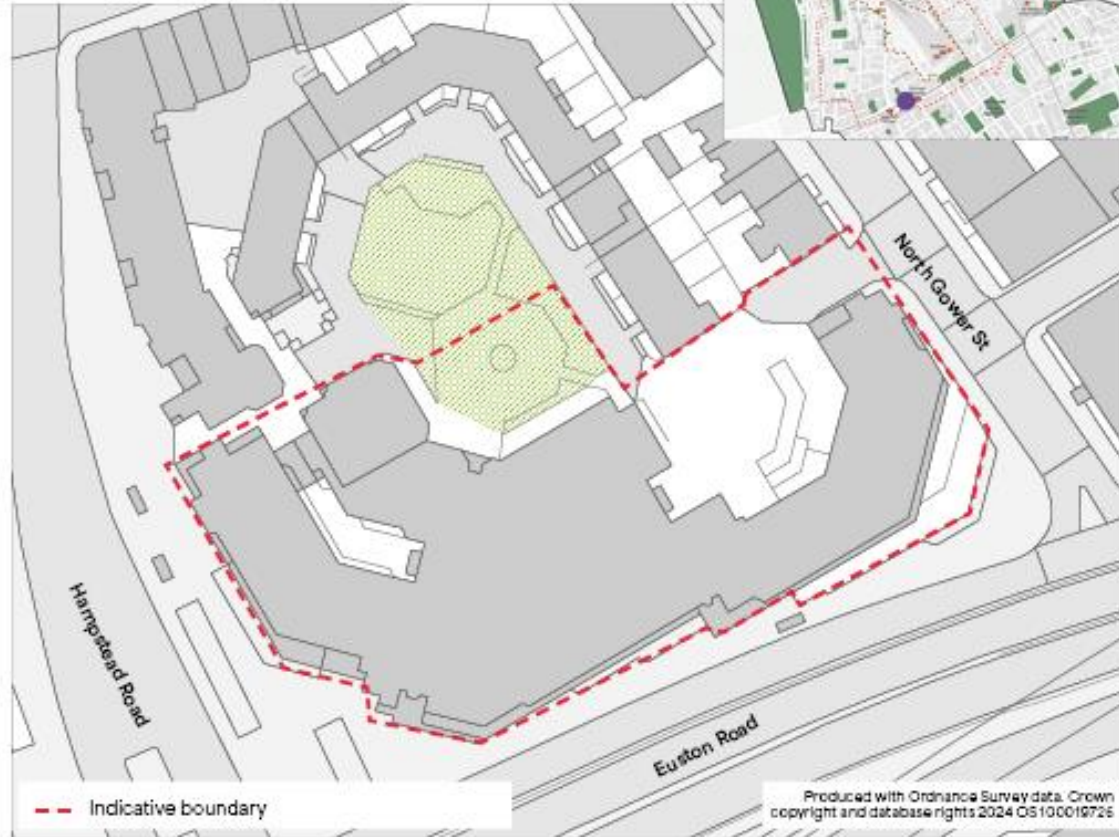 North Gower St
Hampstead Road
Euston Road
Indicative boundary
Produced with Ordnance Survey data. Crown
copyright and database rights 2024 OS100019726